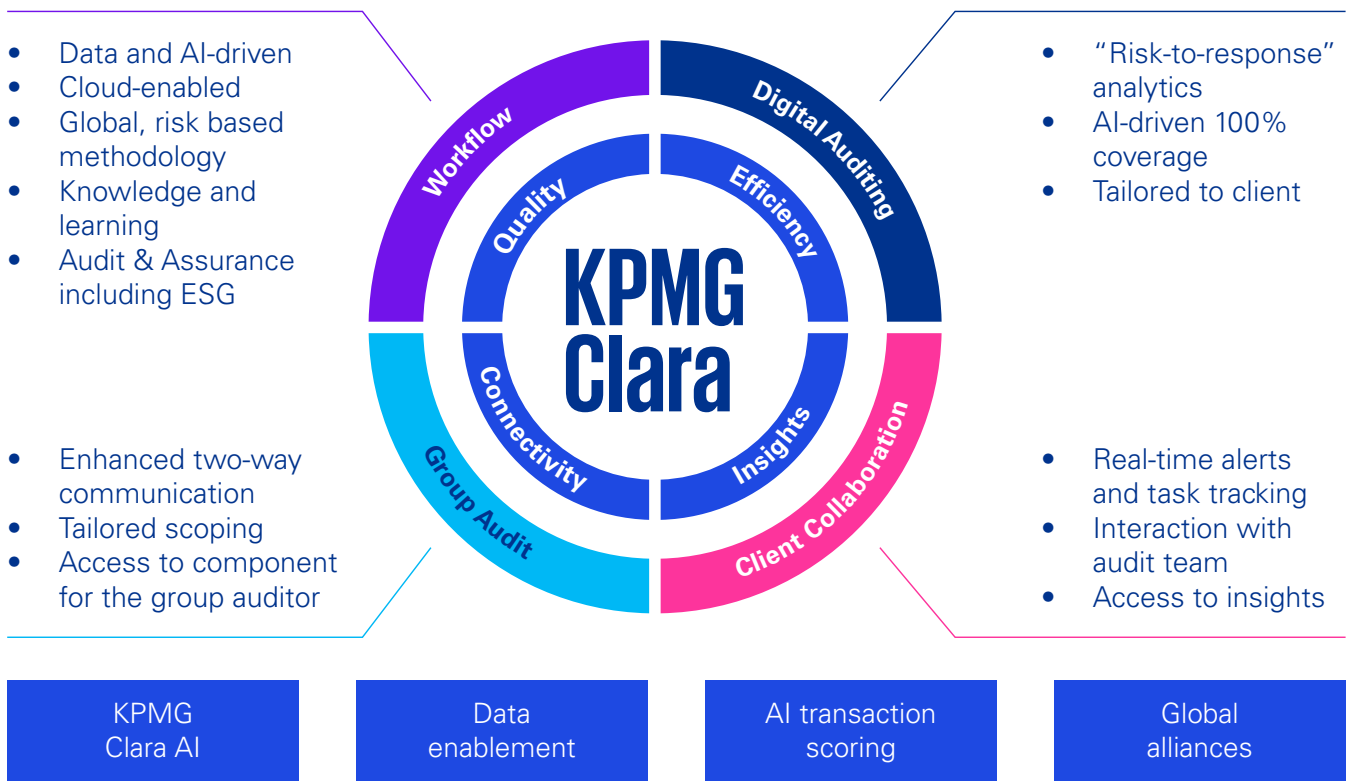 Data and AI-driven
Cloud-enabled
Global, risk based
methodology
Knowledge and
learning
Audit & Assurance
including ESG
Workflow
Digital Auditing
Quality
Efficiency
KPMG
Clara
Connectivity
Insights
Group Audit
Client Collaboration
“Risk-to-response”
analytics
AI-driven 100%
coverage
Tailored to client
Enhanced two-way
communication
Tailored scoping
Access to component
for the group auditor
Real-time alerts
and task tracking
Interaction with
audit team
Access to insights
KPMG
Clara AI
Data
enablement
AI transaction
scoring
Global
alliances